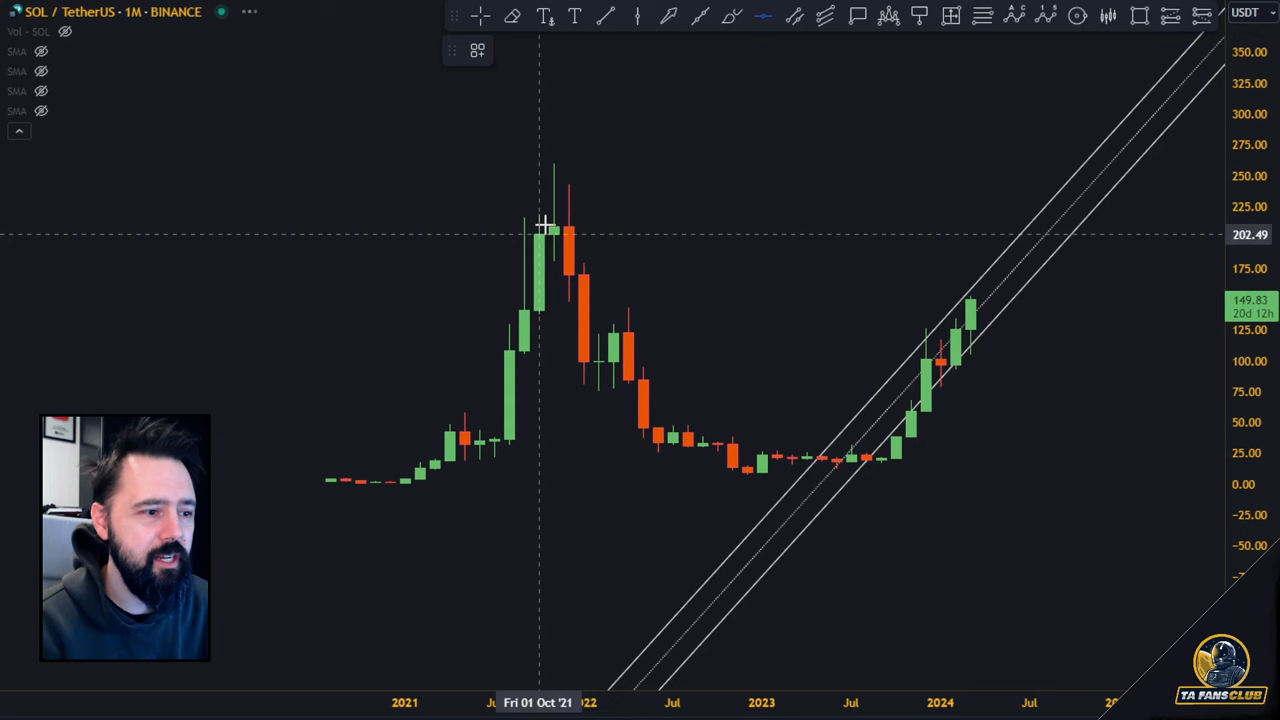 SOL / TetherUS · 1M · BINANCE
USDT
Vol - SOL
SMA
SMA
SMA
SMA
350.00
325.00
300.00
275.00
250.00
225.00
202.49
175.00
149.83
20d 12h
125.00
100.00
75.00
50.00
25.00
0.00
−25.00
−50.00
2021
Fri 01 Oct '21
Jul
2023
Jul
2024
Jul
TA FANSCLUB